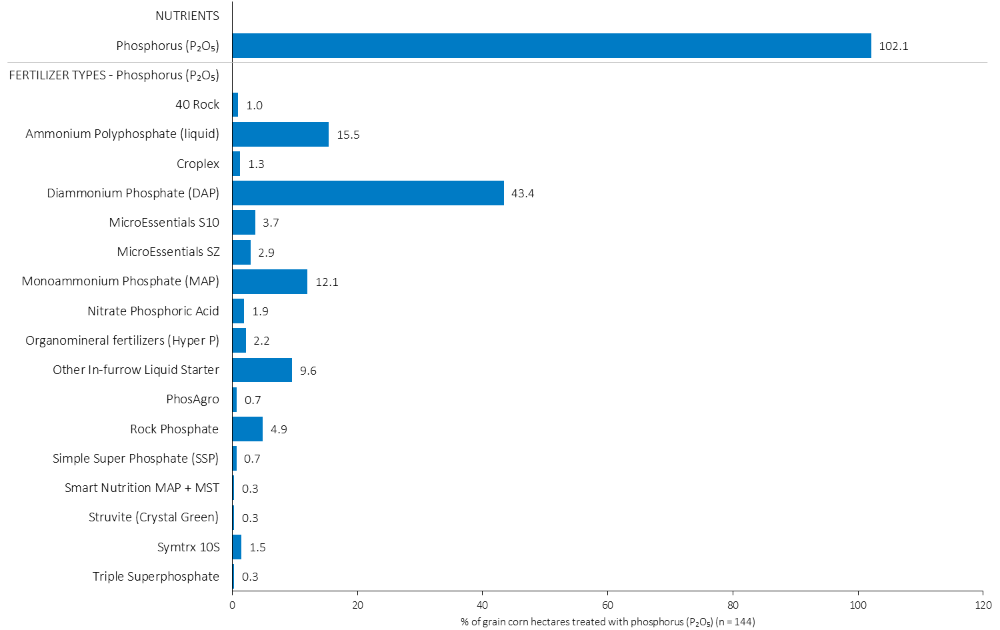 NUTRIENTS
Phosphorus (P₂O₅) 102.1
FERTILIZER TYPES - Phosphorus (P₂O₅)
40 Rock 1.0
Ammonium Polyphosphate (liquid) 15.5
Croplex 1.3
Diammonium Phosphate (DAP) 43.4
MicroEssentials S10 3.7
MicroEssentials SZ 2.9
Monoammonium Phosphate (MAP) 12.1
Nitrate Phosphoric Acid 1.9
Organomineral fertilizers (Hyper P) 2.2
Other In-furrow Liquid Starter 9.6
PhosAgro 0.7
Rock Phosphate 4.9
Simple Super Phosphate (SSP) 0.7
Smart Nutrition MAP + MST 0.3
Struvite (Crystal Green) 0.3
Symtrx 10S 1.5
Triple Superphosphate 0.3
0 20 40 60 80 100 120
% of grain corn hectares treated with phosphorus (P₂O₅) (n = 144)